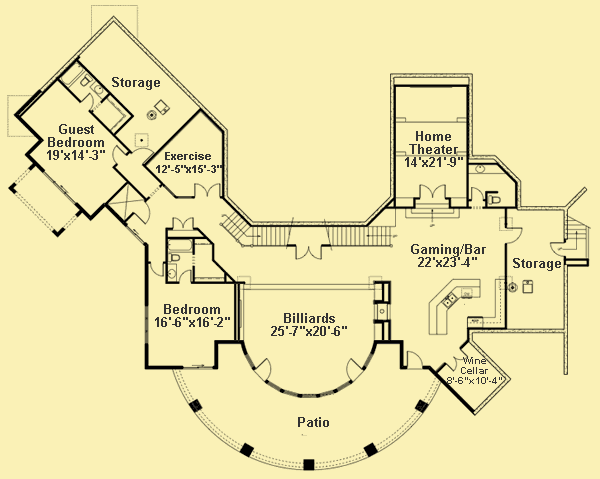 Storage
Guest
Bedroom
19'x14'-3"
Exercise
12'-5"x15'-3"
Home
Theater
14'x21'-9"
Gaming/Bar
22'x23'-4"
Storage
Bedroom
16'-6"x16'-2"
Billiards
25'-7"x20'-6"
Wine
Cellar
8'-6"x10'-4"
Patio